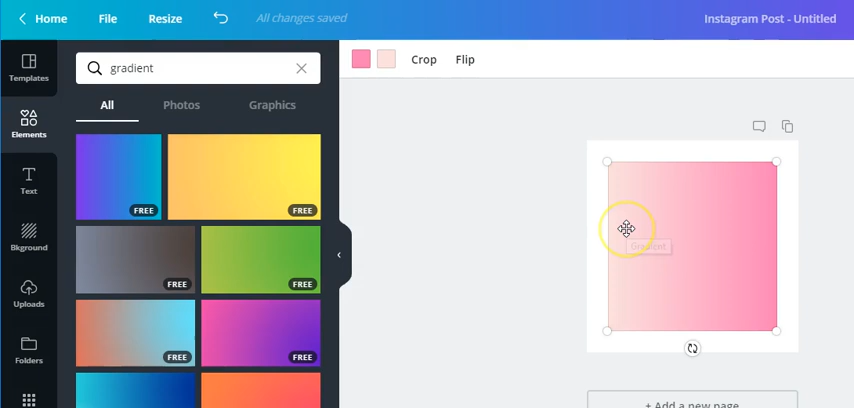 Home File Resize All changes saved Instagram Post - Untitled
Templates
gradient
Crop Flip
All Photos Graphics
Elements
Text
FREE FREE
Bkground
Gradient
FREE FREE
Uploads
FREE FREE
Folders
+ Add a new page